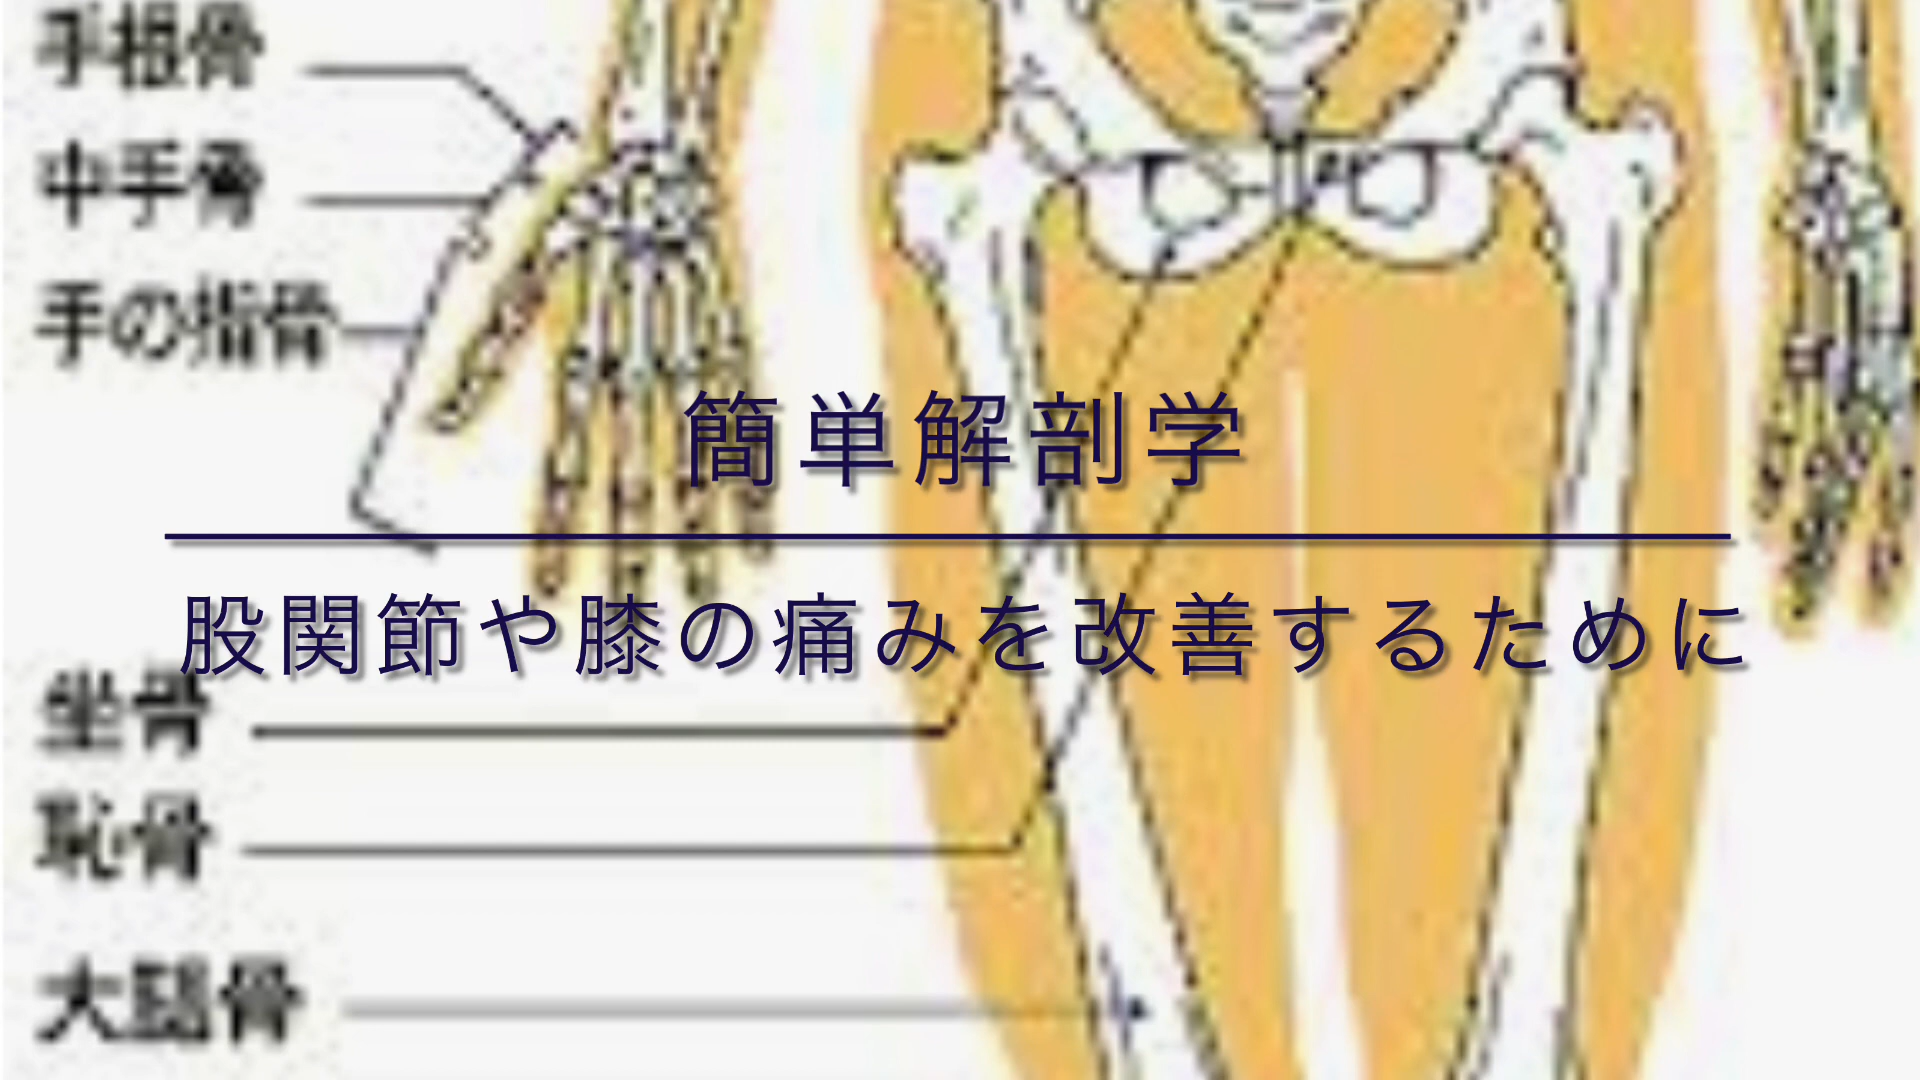 手根骨
中手骨
手の指骨
簡単解剖学
股関節や膝の痛みを改善するために
坐骨
恥骨
大腿骨